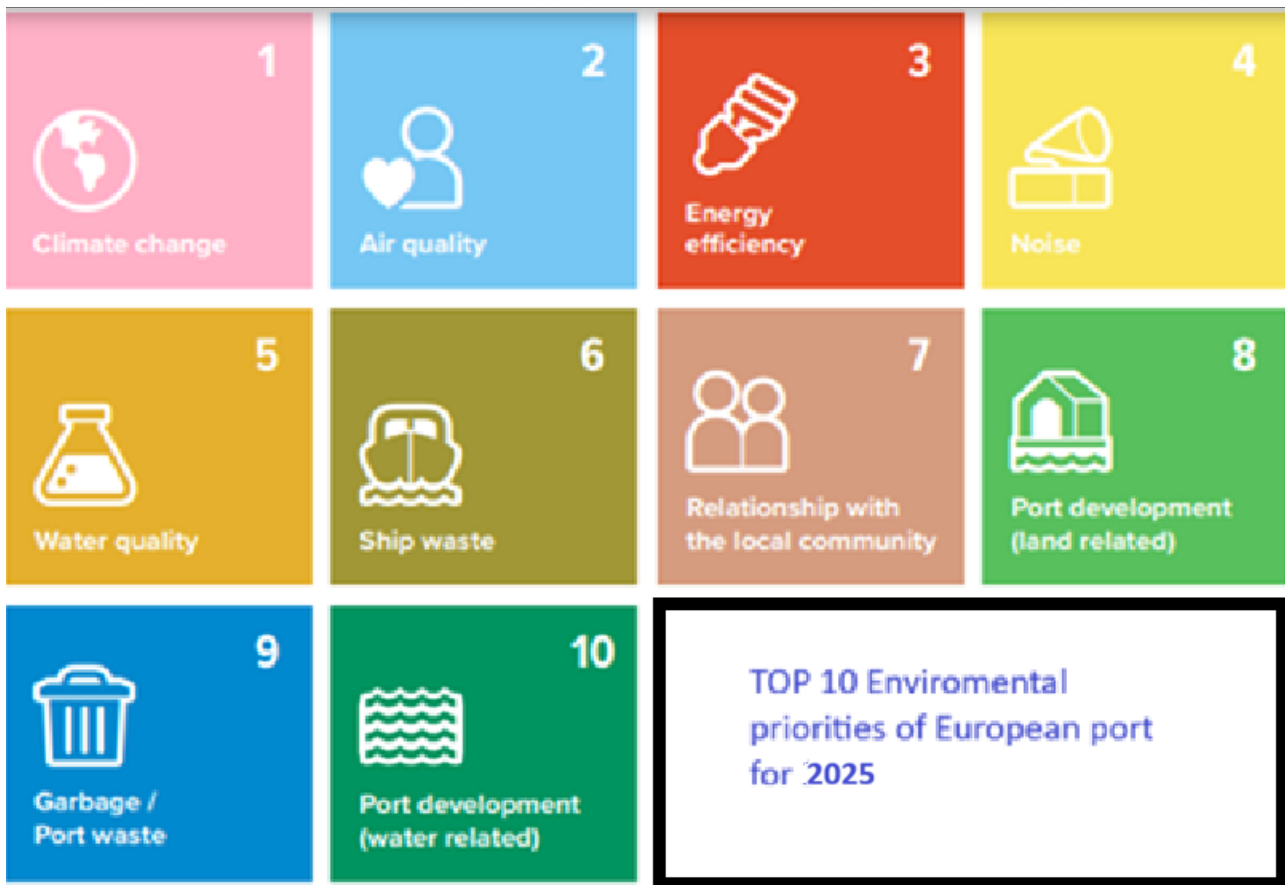 1
Climate change
2
Air quality
3
Energy
efficiency
4
Noise
5
Water quality
6
Ship waste
7
Relationship with
the local community
8
Port development
(land related)
9
Garbage /
Port waste
10
Port development
(water related)
TOP 10 Enviromental
priorities of European port
for 2025